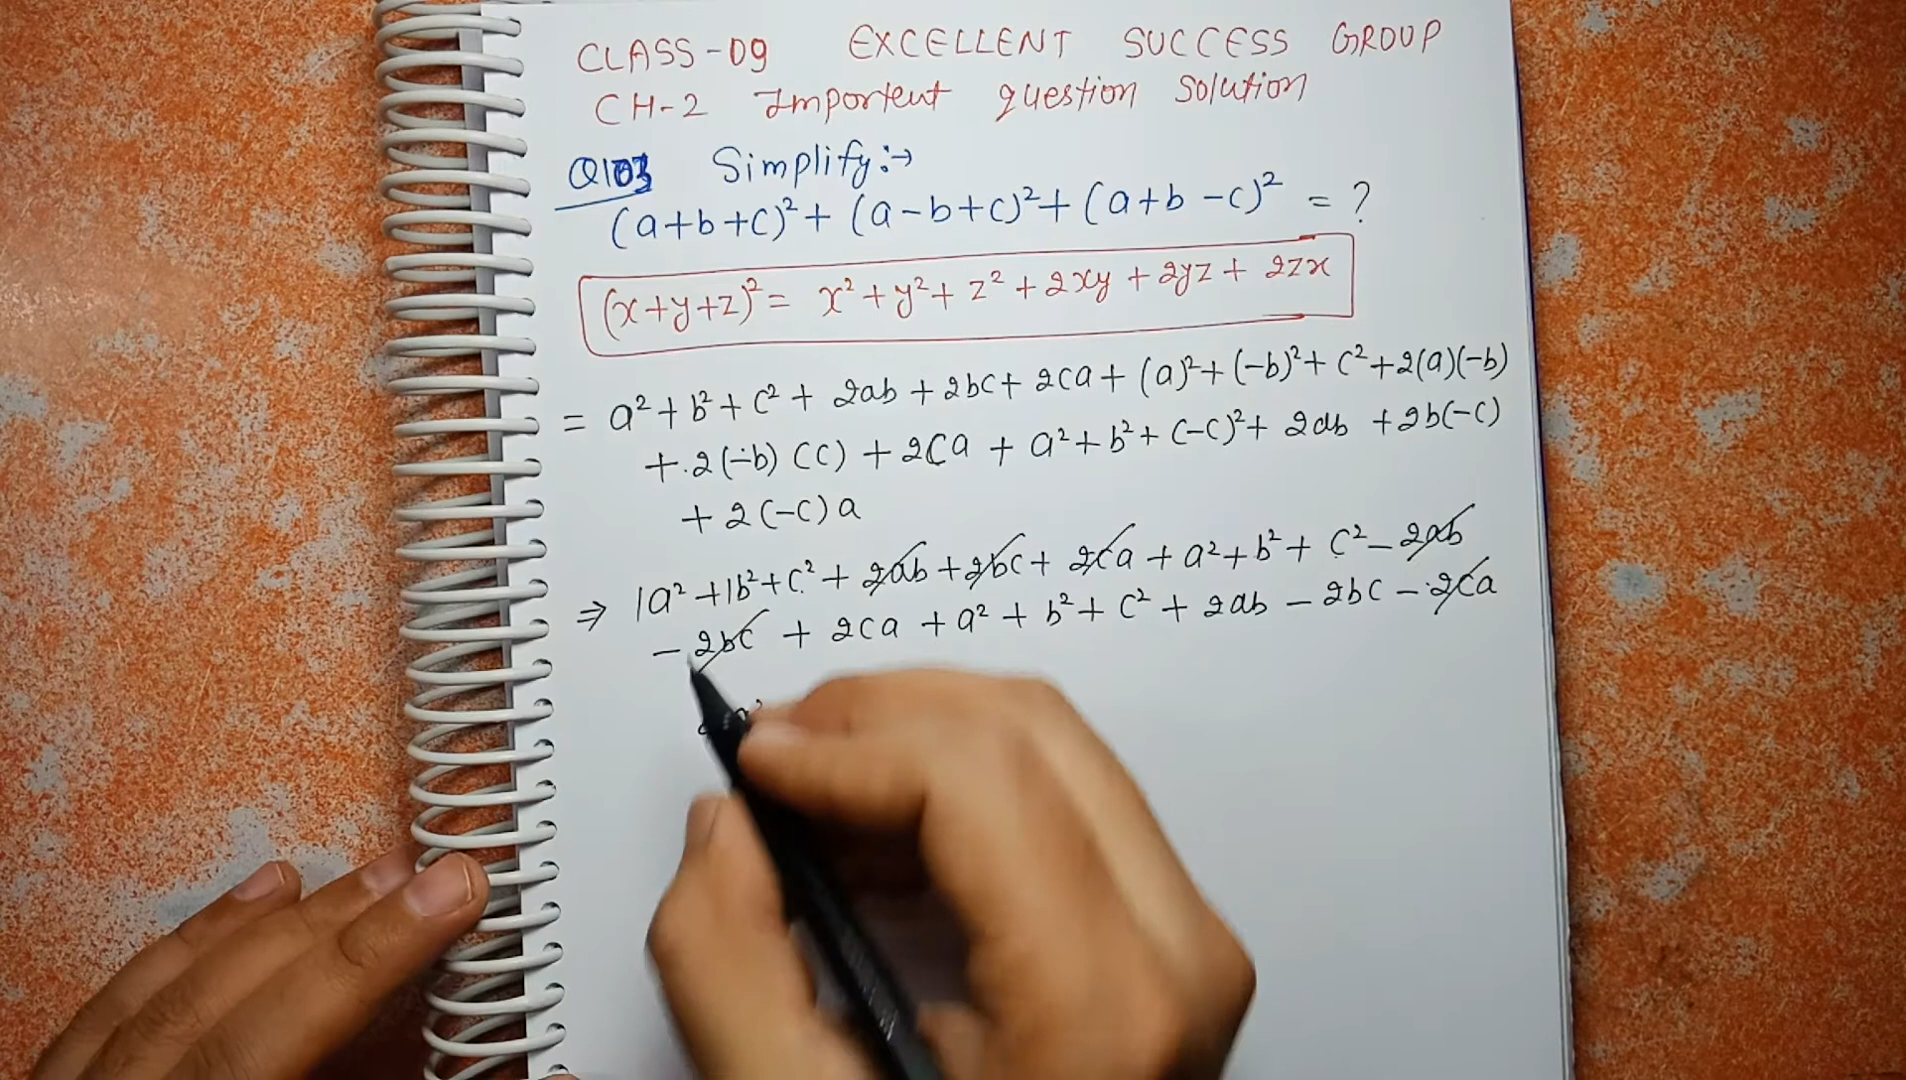 CLASS-09 EXCELLENT SUCCESS GROUP
CH-2 Importent question solution
Q103 Simplify:→
(a+b+c)²+(a-b+c)²+(a+b-c)² = ?
(x+y+z)²= x²+y²+z²+2xy+2yz+2zx
= a²+b²+c²+2ab+2bc+2ca+(a)²+(-b)²+c²+2(a)(-b)
+.2(-b)(c)+2ca+a²+b²+(-c)²+2ab+2b(-c)
+2(-c)a
⇒ 1a²+1b²+c²+2ab+2bc+2ca+a²+b²+c²-2ab
-2bc+2ca+a²+b²+c²+2ab-2bc-2ca